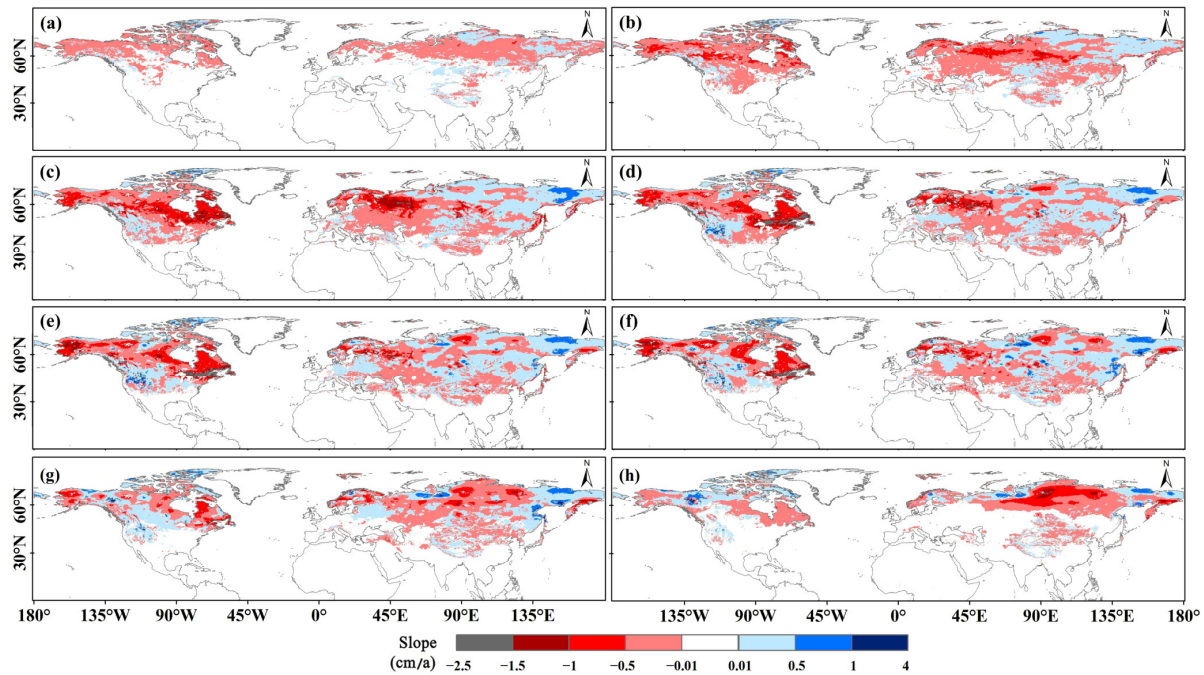 (a) N (b) N
60°N
30°N
(c) N (d) N
60°N
30°N
(e) N (f) N
60°N
30°N
(g) N (h) N
60°N
30°N
180° 135°W 90°W 45°W 0° 45°E 90°E 135°E 135°W 90°W 45°W 0° 45°E 90°E 135°E 180°
Slope
(cm/a) −2.5 −1.5 −1 −0.5 −0.01 0.01 0.5 1 4